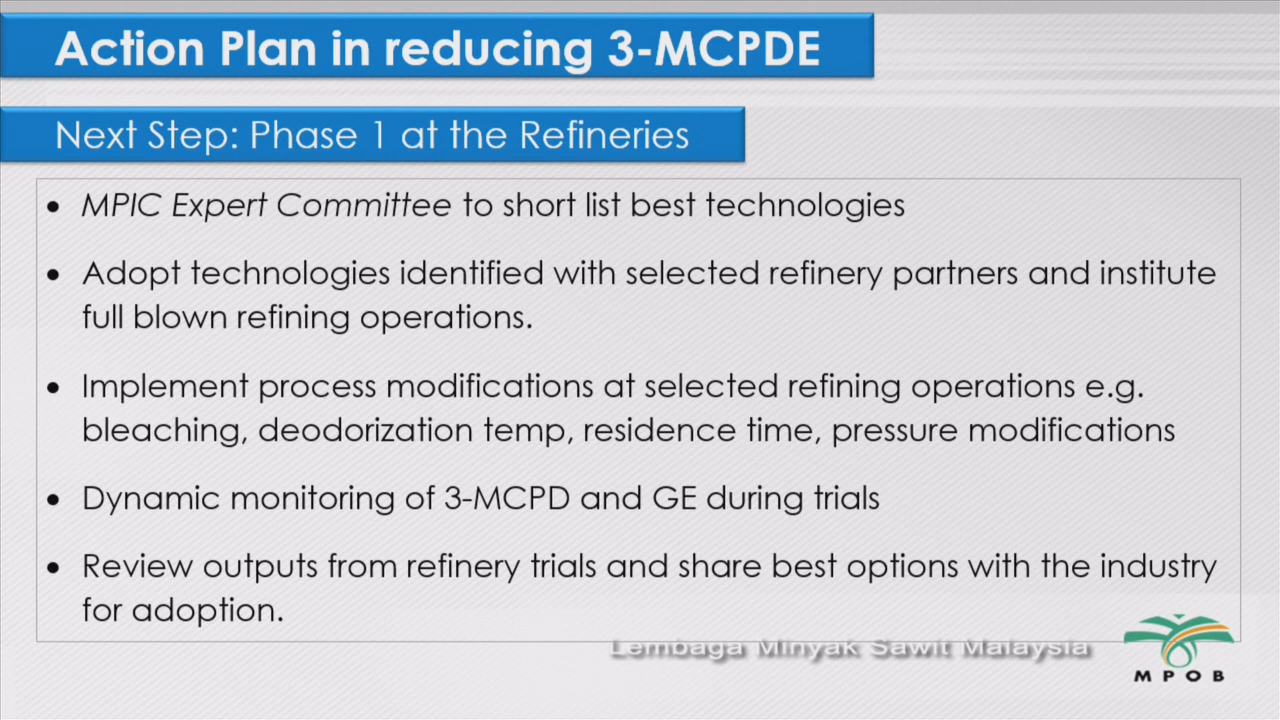 Action Plan in reducing 3-MCPDE
Next Step: Phase 1 at the Refineries
• MPIC Expert Committee to short list best technologies
• Adopt technologies identified with selected refinery partners and institute
full blown refining operations.
• Implement process modifications at selected refining operations e.g.
bleaching, deodorization temp, residence time, pressure modifications
• Dynamic monitoring of 3-MCPD and GE during trials
• Review outputs from refinery trials and share best options with the industry
for adoption.
Lembaga Minyak Sawit Malaysia
MPOB